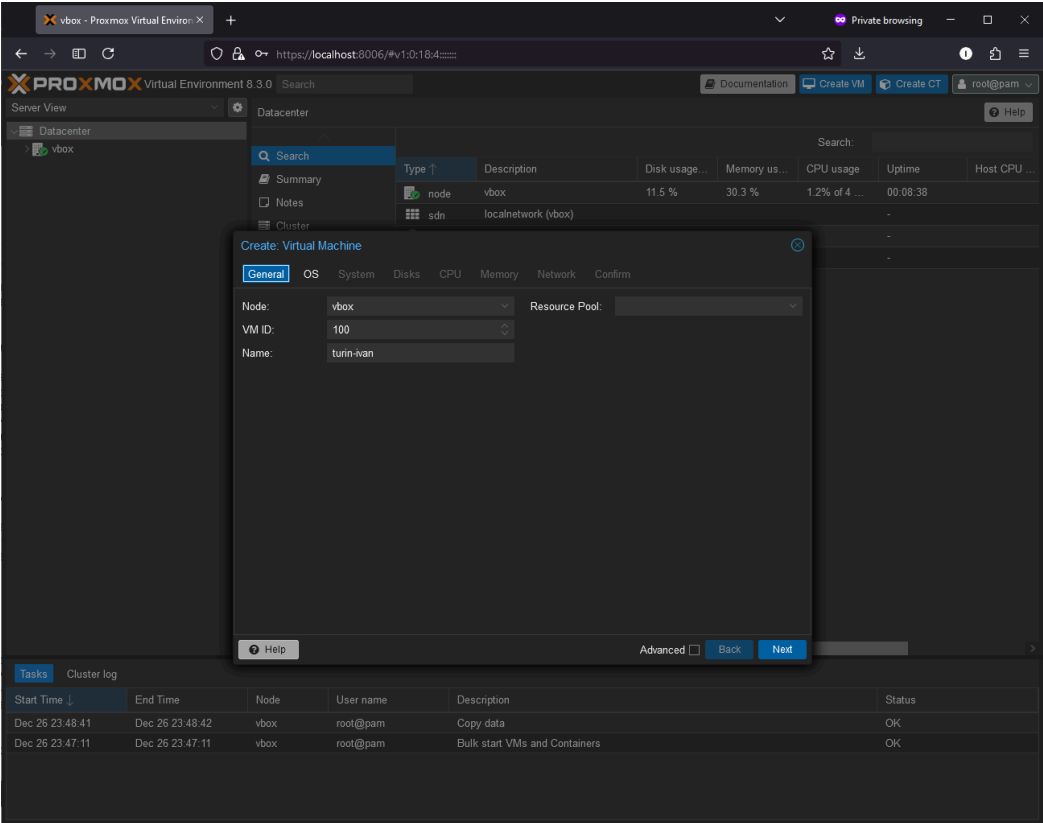 vbox - Proxmox Virtual Environ
Private browsing
https://localhost:8006/#v1:0:18:4:::::::
PROXMOX Virtual Environment 8.3.0 Search
Documentation Create VM Create CT root@pam
Server View
Datacenter
Help
Datacenter
vbox
Search:
Search
Summary
Notes
Cluster
Type Description Disk usage... Memory us... CPU usage Uptime Host CPU ...
node vbox 11.5 % 30.3 % 1.2% of 4 ... 00:08:38
sdn localnetwork (vbox) -
-
-
Create: Virtual Machine
General OS System Disks CPU Memory Network Confirm
Node: vbox Resource Pool:
VM ID: 100
Name: turin-ivan
Help Advanced Back Next
Tasks Cluster log
Start Time End Time Node User name Description Status
Dec 26 23:48:41 Dec 26 23:48:42 vbox root@pam Copy data OK
Dec 26 23:47:11 Dec 26 23:47:11 vbox root@pam Bulk start VMs and Containers OK